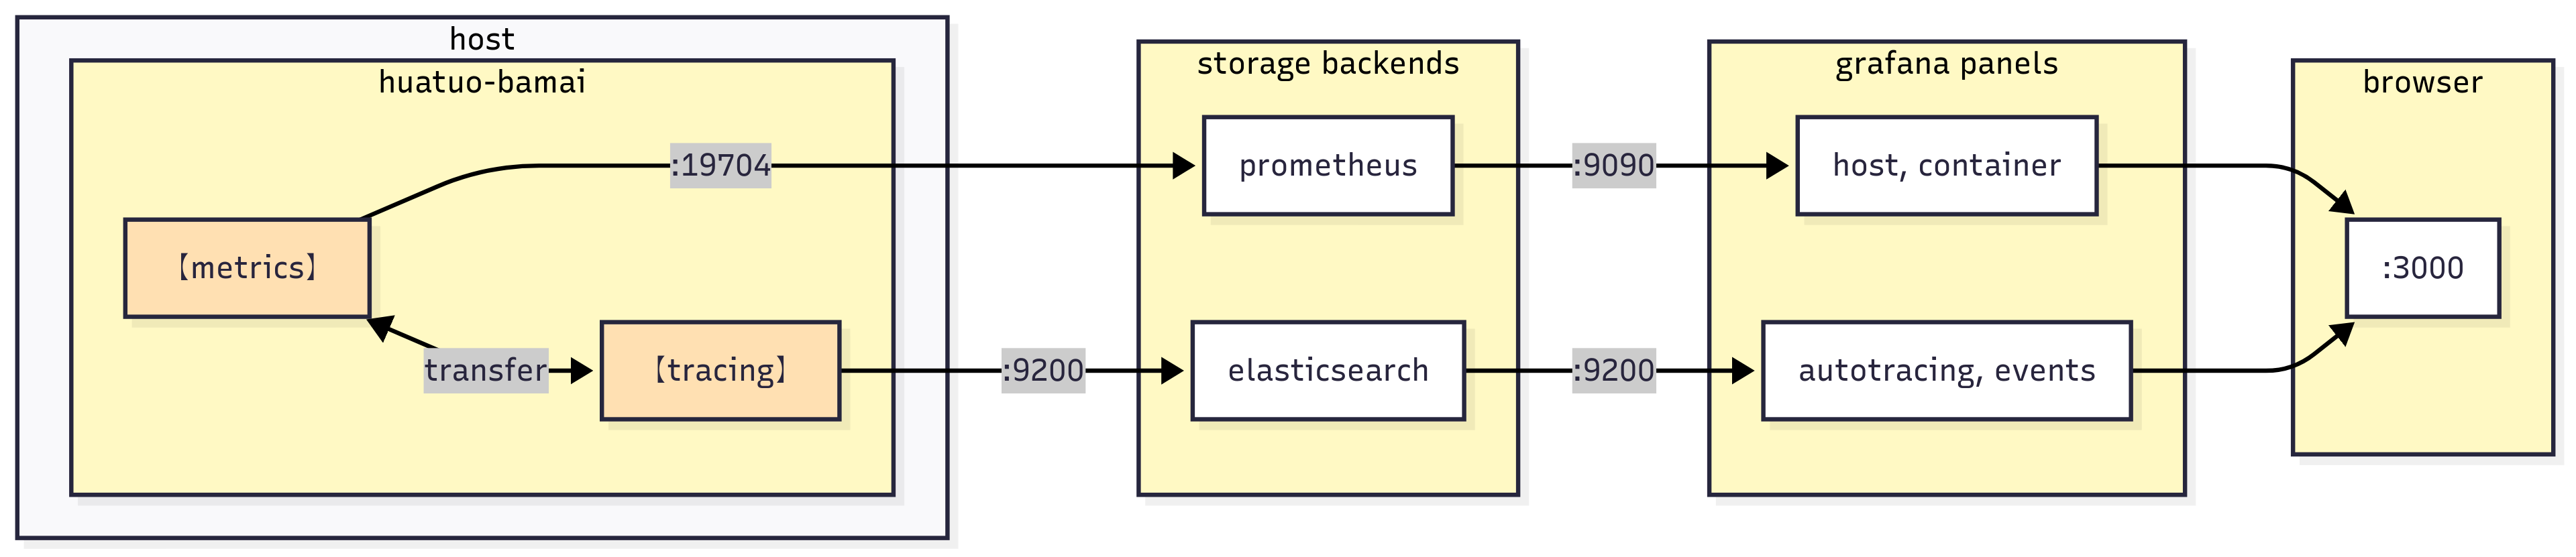 host
huatuo-bamai
【metrics】
:19704
transfer
【tracing】
:9200
storage backends
prometheus
elasticsearch
:9090
:9200
grafana panels
host, container
autotracing, events
browser
:3000